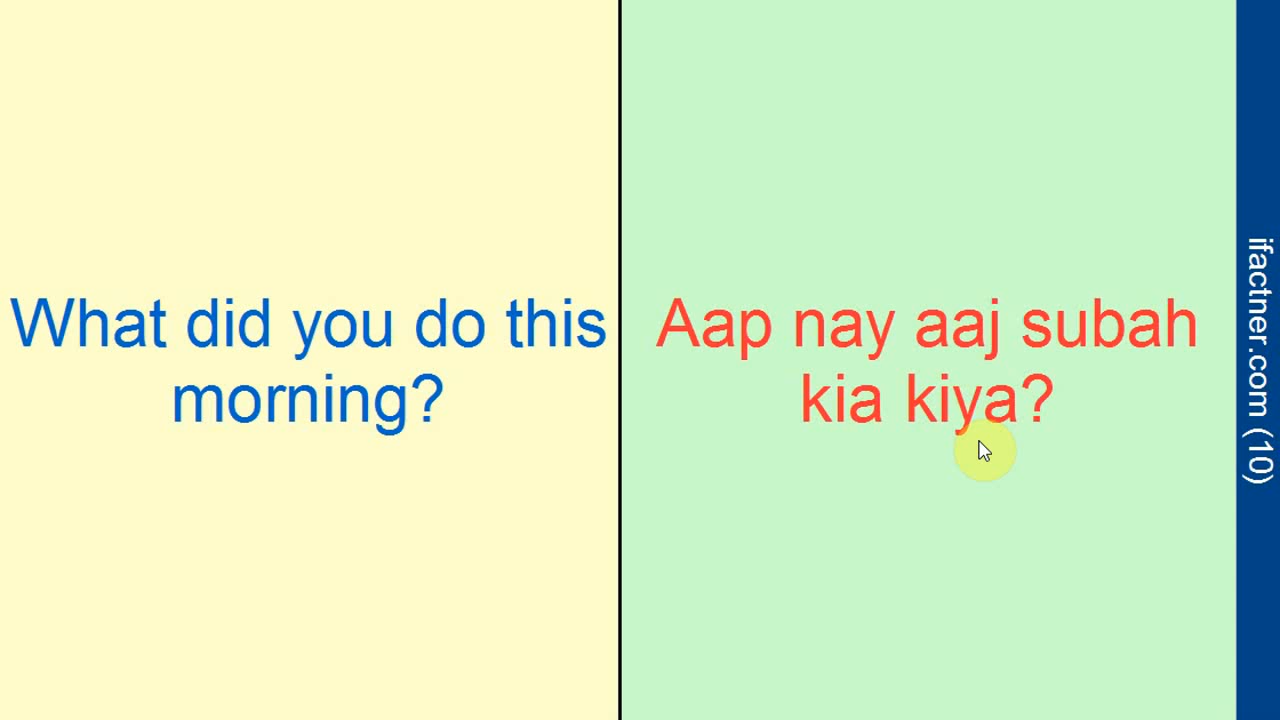 What did you do this
morning?
Aap nay aaj subah
kia kiya?
ifactner.com (10)